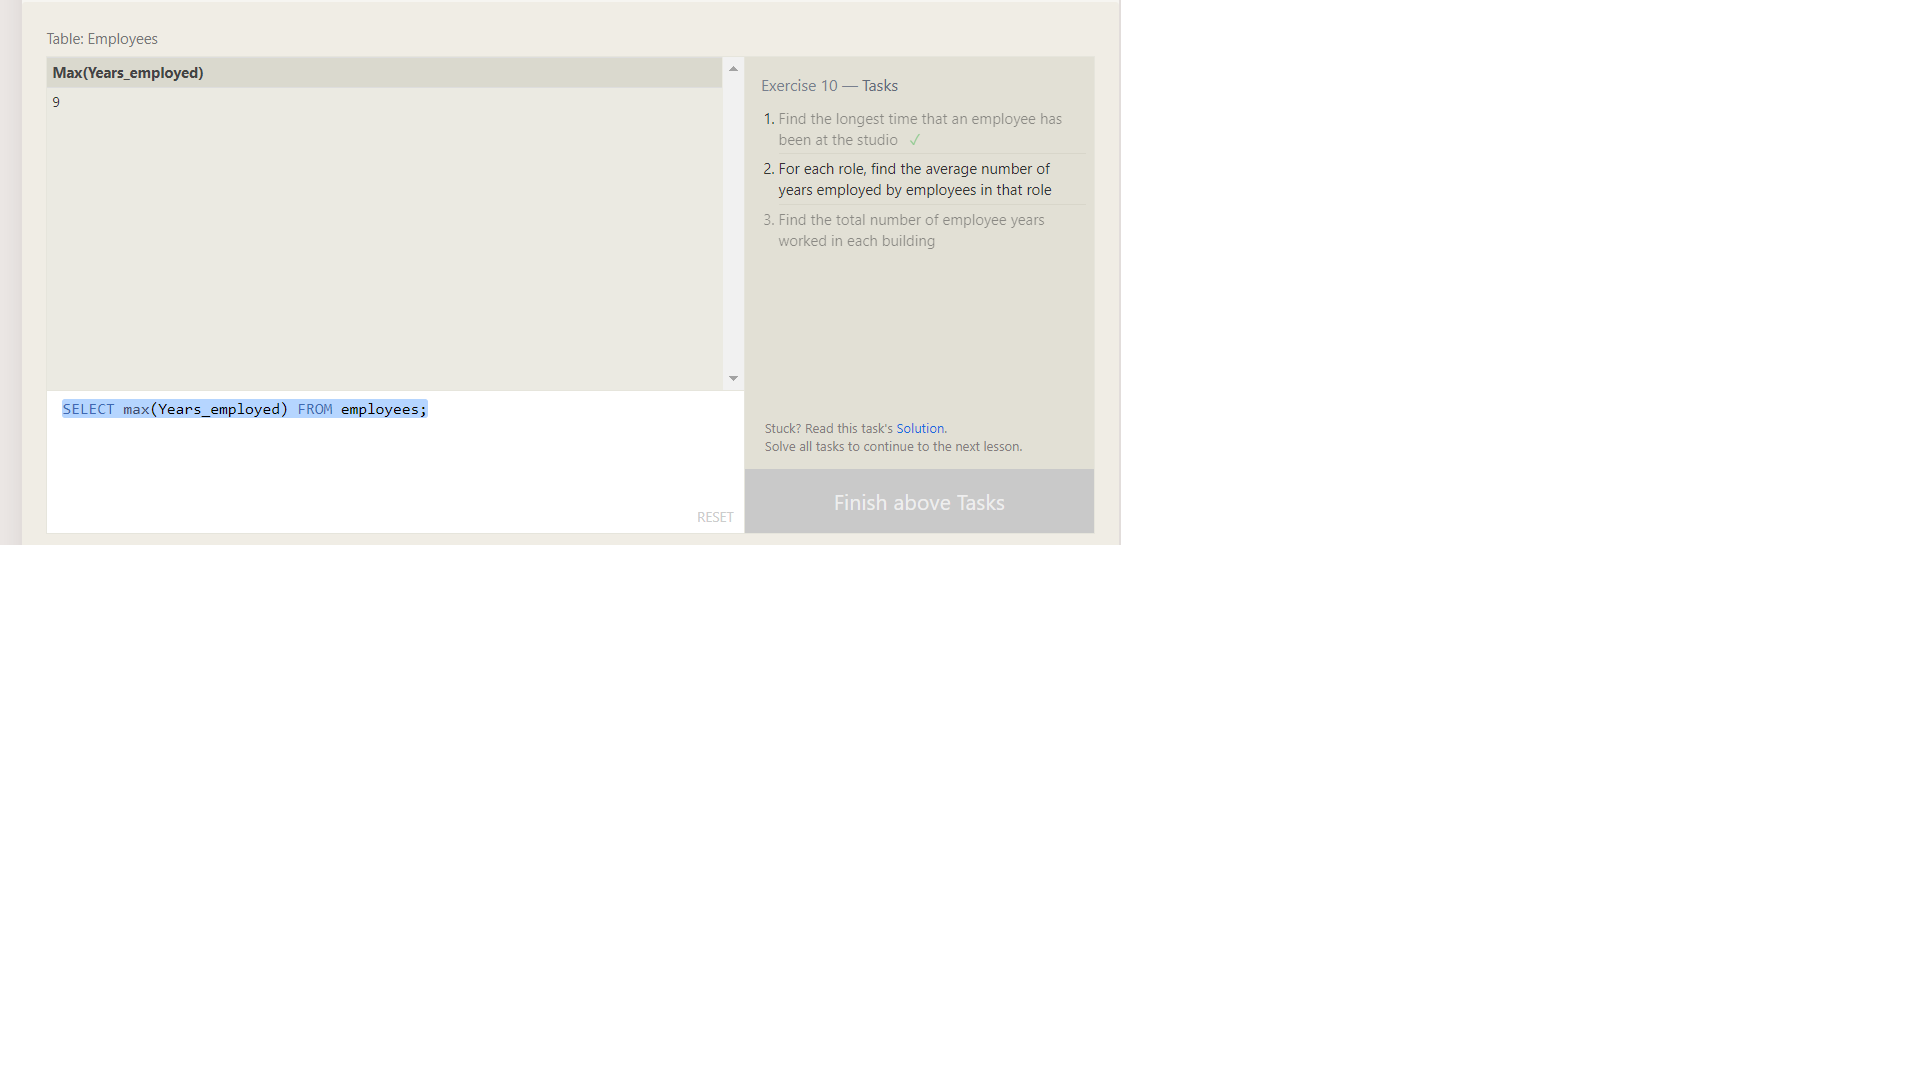 Table: Employees
Max(Years_employed)
9
SELECT max(Years_employed) FROM employees;
RESET
Exercise 10 — Tasks
1. Find the longest time that an employee has
been at the studio ✓
2. For each role, find the average number of
years employed by employees in that role
3. Find the total number of employee years
worked in each building
Stuck? Read this task's Solution.
Solve all tasks to continue to the next lesson.
Finish above Tasks